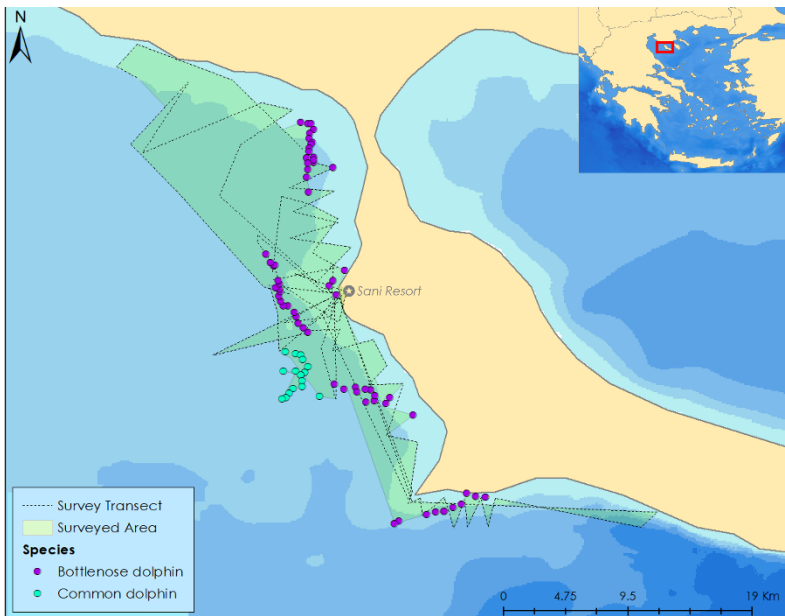 N
Sani Resort
Survey Transect
Surveyed Area
Species
Bottlenose dolphin
Common dolphin
0 4.75 9.5 19 Km